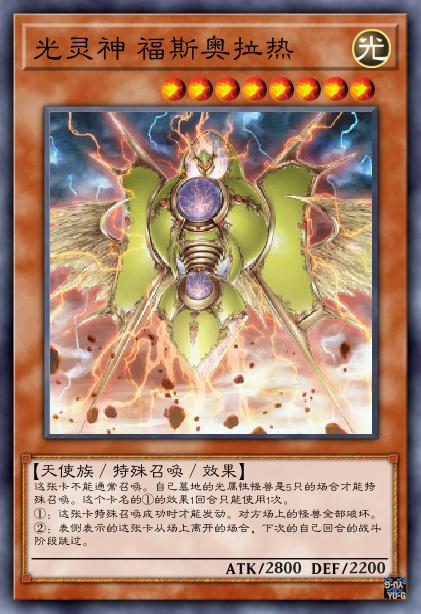 光灵神 福斯奥拉热
光
【天使族／特殊召唤／效果】
这张卡不能通常召唤。自己墓地的光属性怪兽是5只的场合才能特
殊召唤。这个卡名的①的效果1回合只能使用1次。
①：这张卡特殊召唤成功时才能发动。对方场上的怪兽全部破坏。
②：表侧表示的这张卡从场上离开的场合，下次的自己回合的战斗
阶段跳过。
ATK/2800 DEF/2200